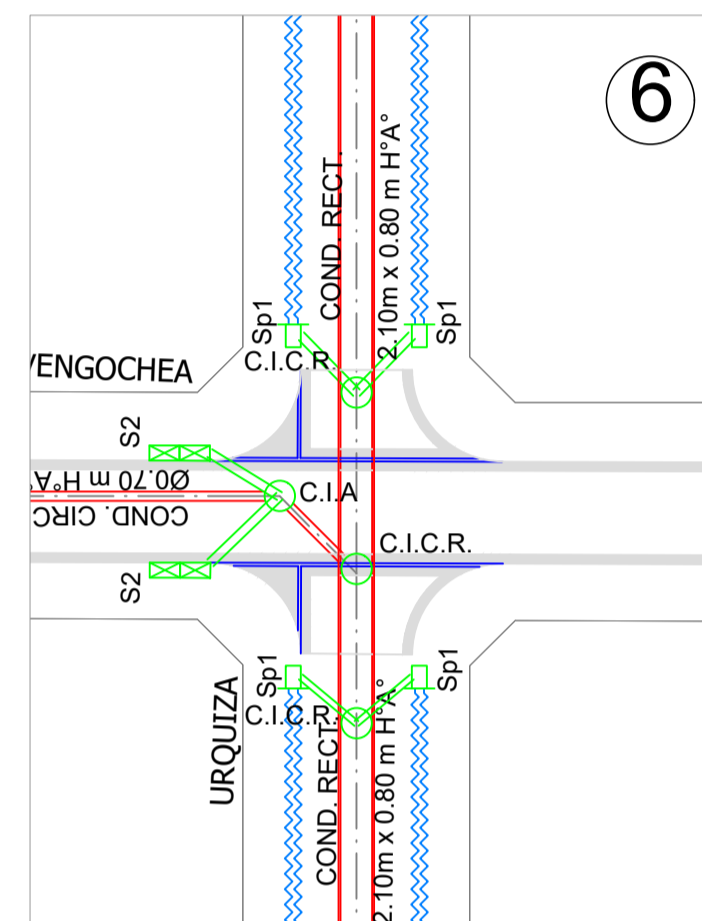 6
COND. RECT.
2.10m x 0.80 m H°A°
Sp1
Sp1
C.I.C.R.
VENGOCHEA
S2
Ø0.70 m H°A°
COND. CIRC
C.I.A
C.I.C.R.
S2
Sp1
Sp1
C.I.C.R.
URQUIZA
COND. RECT.
2.10m x 0.80 m H°A°